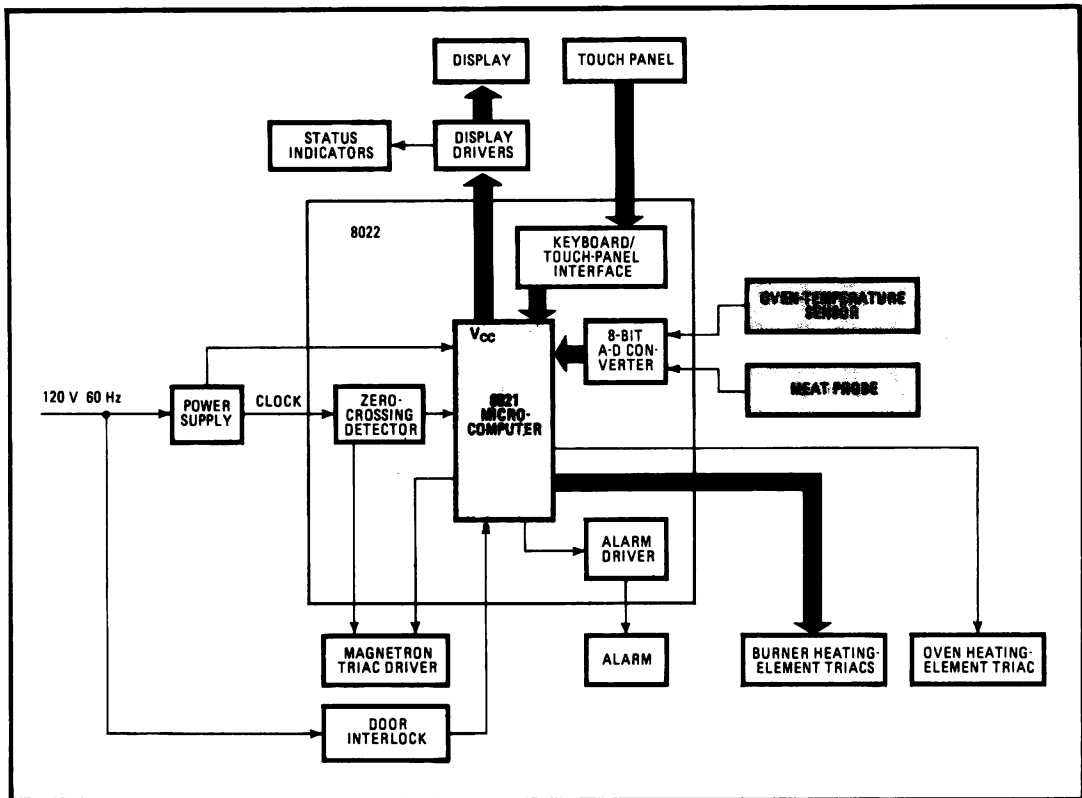 DISPLAY
TOUCH PANEL
STATUS
INDICATORS
DISPLAY
DRIVERS
8022
KEYBOARD/
TOUCH-PANEL
INTERFACE
OVEN-TEMPERATURE
SENSOR
VCC
8-BIT
A-D CON-
VERTER
MEAT PROBE
120 V 60 Hz
POWER
SUPPLY
CLOCK
ZERO-
CROSSING
DETECTOR
8021
MICRO-
COMPUTER
ALARM
DRIVER
MAGNETRON
TRIAC DRIVER
ALARM
BURNER HEATING-
ELEMENT TRIACS
OVEN HEATING-
ELEMENT TRIAC
DOOR
INTERLOCK